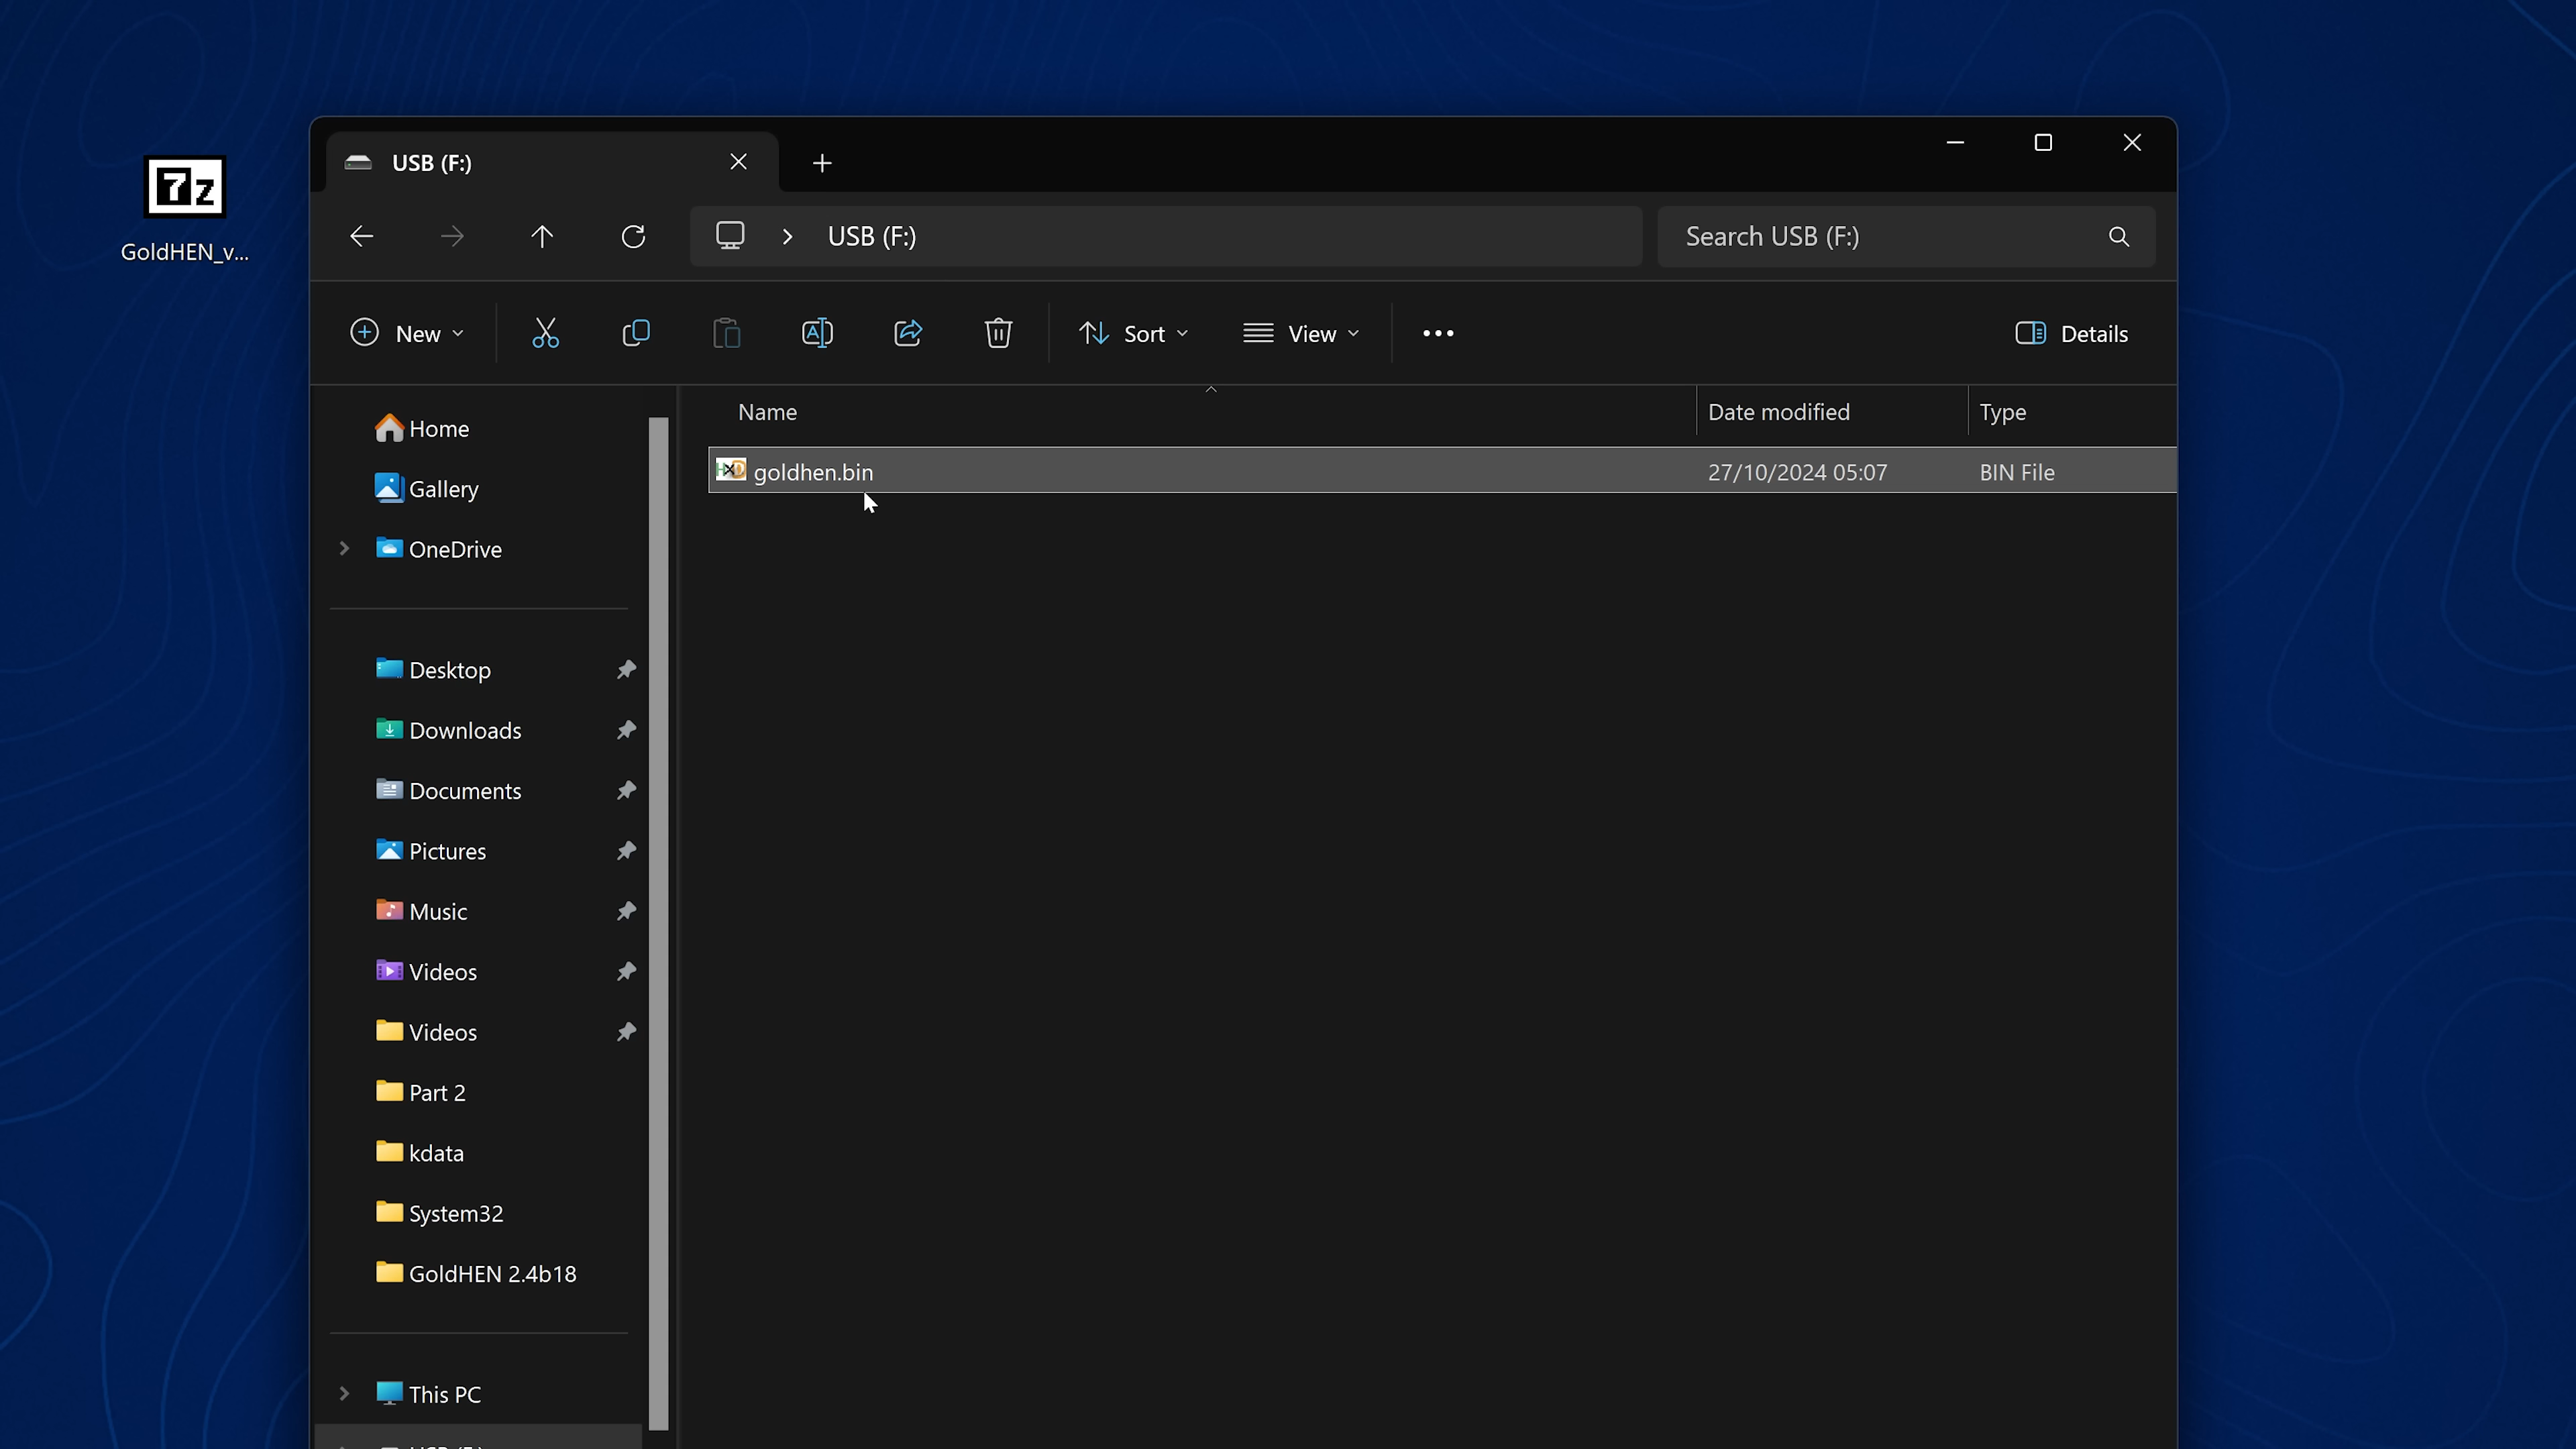 7z
GoldHEN_v...
USB (F:)
USB (F:)
Search USB (F:)
New
Sort
View
Details
Home
Gallery
OneDrive
Desktop
Downloads
Documents
Pictures
Music
Videos
Videos
Part 2
kdata
System32
GoldHEN 2.4b18
This PC
Name
Date modified
Type
goldhen.bin
27/10/2024 05:07
BIN File